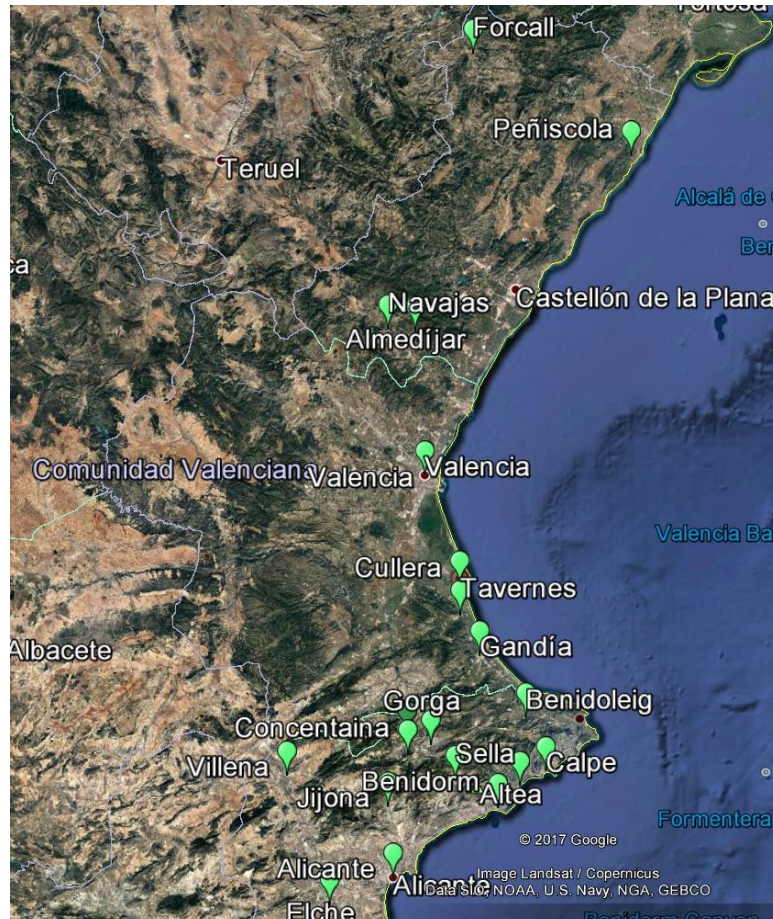 Tortosa
Forcall
Peñiscola
Teruel
Alcalá de
Ber
ca
Navajas
Castellón de la Plana
Almedíjar
Comunidad Valenciana
Valencia
Valencia
Valencia Ba
Cullera
Tavernes
Albacete
Gandía
Gorga
Benidoleig
Concentaina
Sella
Calpe
Villena
Benidorm
Jijona
Altea
Formentera
© 2017 Google
Alicante
Image Landsat / Copernicus
Alicante
Data SIO, NOAA, U.S. Navy, NGA, GEBCO
Elche